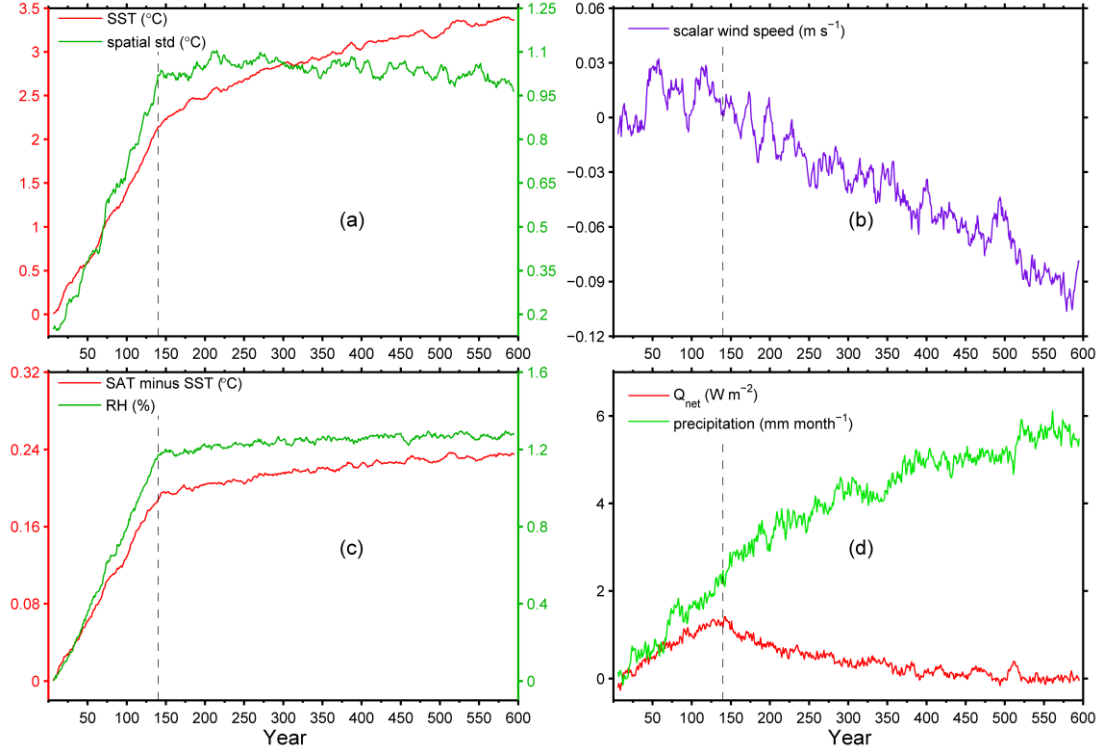 SST (°C)
spatial std (°C)
3.5
3
2.5
2
1.5
1
0.5
0
1.25
1.1
0.95
0.8
0.65
0.5
0.35
0.2
(a)
50 100 150 200 250 300 350 400 450 500 550 600
scalar wind speed (m s⁻¹)
0.06
0.03
0
−0.03
−0.06
−0.09
−0.12
(b)
50 100 150 200 250 300 350 400 450 500 550 600
SAT minus SST (°C)
RH (%)
0.32
0.24
0.16
0.08
0
1.6
1.2
0.8
0.4
0
(c)
50 100 150 200 250 300 350 400 450 500 550 600
Year
Qnet (W m⁻²)
precipitation (mm month⁻¹)
6
4
2
0
(d)
50 100 150 200 250 300 350 400 450 500 550 600
Year